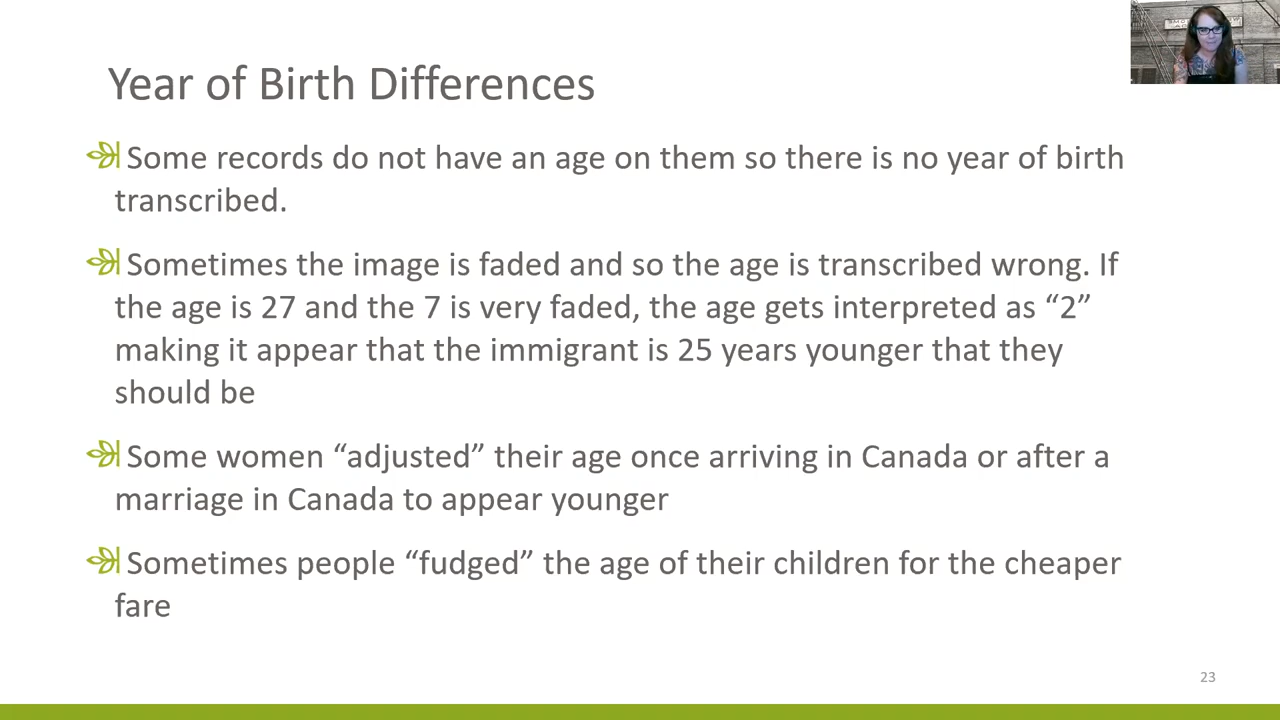 Year of Birth Differences
Some records do not have an age on them so there is no year of birth
transcribed.
Sometimes the image is faded and so the age is transcribed wrong. If
the age is 27 and the 7 is very faded, the age gets interpreted as “2”
making it appear that the immigrant is 25 years younger that they
should be
Some women “adjusted” their age once arriving in Canada or after a
marriage in Canada to appear younger
Sometimes people “fudged” the age of their children for the cheaper
fare
23